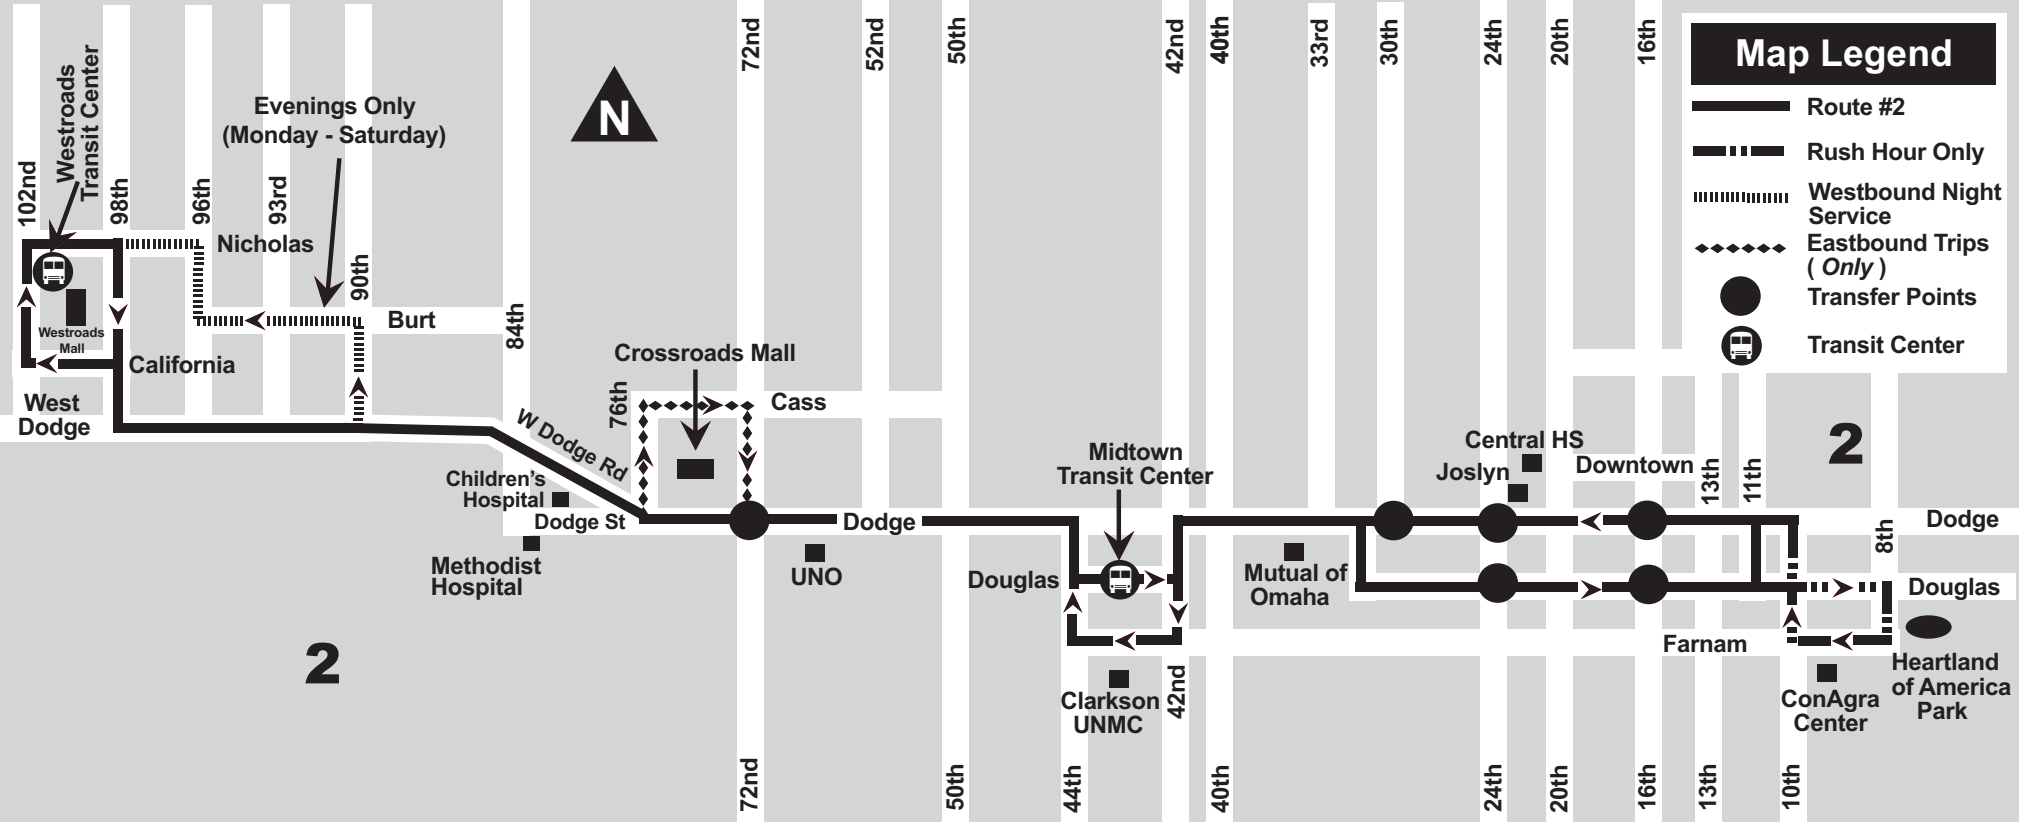 72nd
52nd
50th
42nd
40th
33rd
30th
24th
20th
16th
Map Legend
Route #2
Rush Hour Only
Westbound Night
Service
Eastbound Trips
( Only )
Transfer Points
Transit Center
Westroads
Transit Center
Evenings Only
(Monday - Saturday)
N
102nd
98th
96th
93rd
90th
Nicholas
Burt
84th
Westroads
Mall
California
West
Dodge
Crossroads Mall
76th
Cass
W Dodge Rd
Children's
Hospital
Dodge St
Methodist
Hospital
UNO
Dodge
Midtown
Transit Center
Douglas
Clarkson
UNMC
42nd
Mutual of
Omaha
Central HS
Joslyn
Downtown
13th
11th
2
8th
Dodge
Douglas
Farnam
ConAgra
Center
Heartland
of America
Park
2
72nd
50th
44th
40th
24th
20th
16th
13th
10th